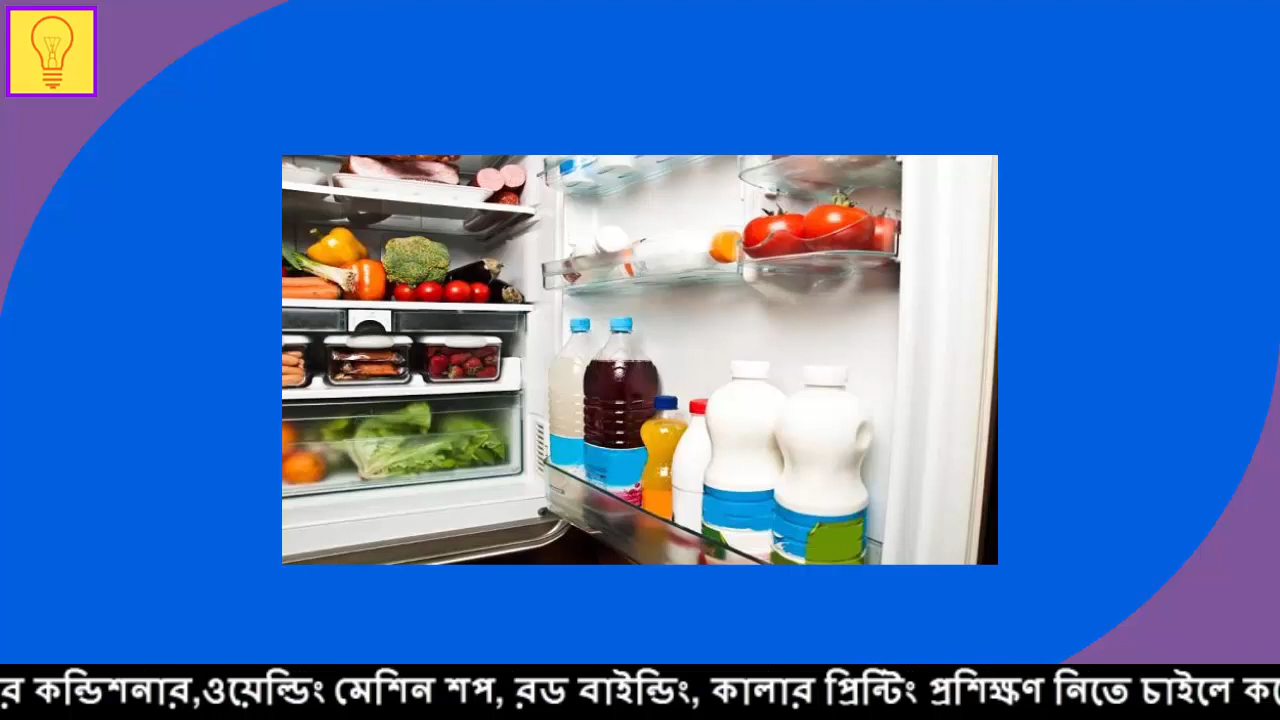 র কন্ডিশনার,ওয়েল্ডিং মেশিন শপ, রড বাইন্ডিং, কালার প্রিন্টিং প্রশিক্ষণ নিতে চাইলে